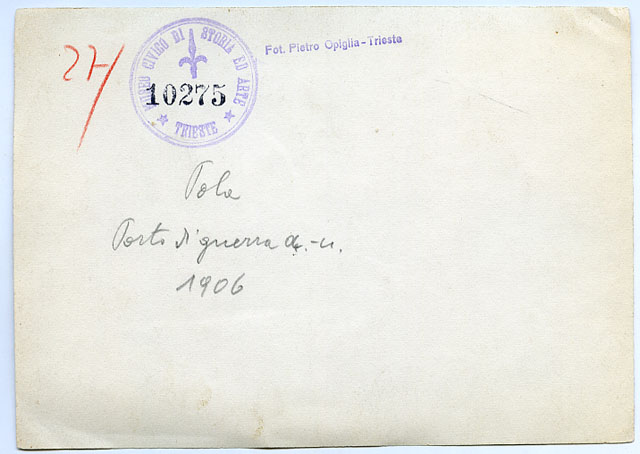 27/
MUSEO CIVICO DI STORIA ED ARTE
10275
★ TRIESTE ★
Fot. Pietro Opiglia-Trieste
Pola
Porto di guerra a.-u.
1906